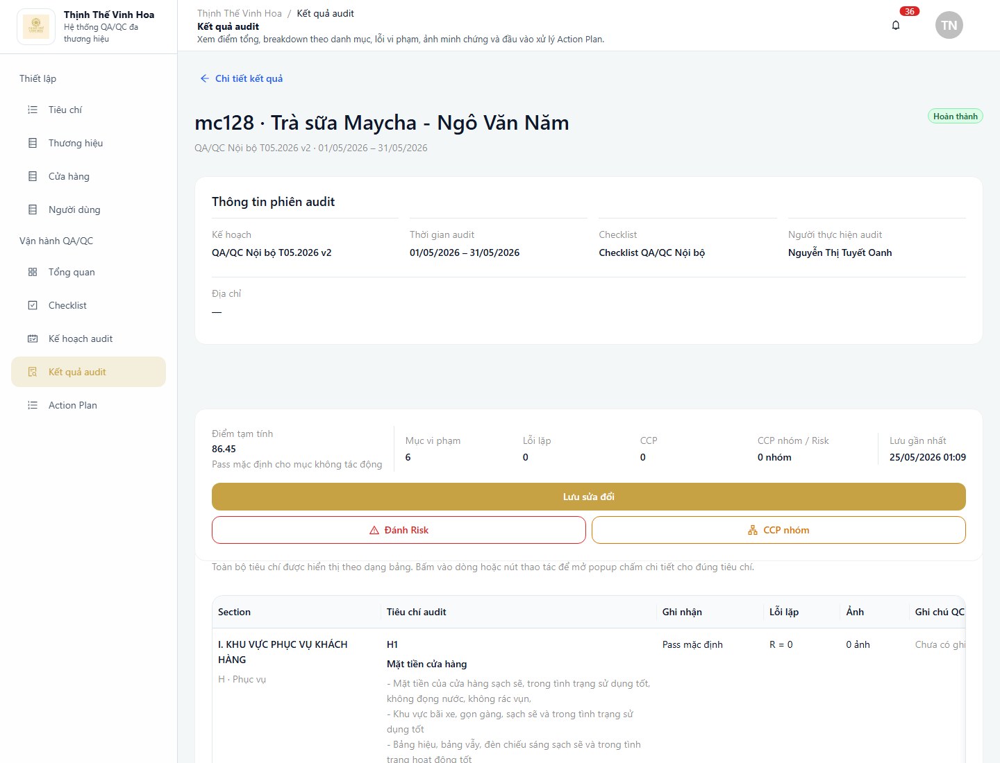 Thịnh Thế Vinh Hoa
Hệ thống QA/QC đa
thương hiệu
Thiết lập
Tiêu chí
Thương hiệu
Cửa hàng
Người dùng
Vận hành QA/QC
Tổng quan
Checklist
Kế hoạch audit
Kết quả audit
Action Plan
Thịnh Thế Vinh Hoa / Kết quả audit
Kết quả audit
Xem điểm tổng, breakdown theo danh mục, lỗi vi phạm, ảnh minh chứng và đầu vào xử lý Action Plan.
36
TN
Chi tiết kết quả
mc128 · Trà sữa Maycha - Ngô Văn Năm
Hoàn thành
QA/QC Nội bộ T05.2026 v2 · 01/05/2026 – 31/05/2026
Thông tin phiên audit
Kế hoạch
QA/QC Nội bộ T05.2026 v2
Thời gian audit
01/05/2026 – 31/05/2026
Checklist
Checklist QA/QC Nội bộ
Người thực hiện audit
Nguyễn Thị Tuyết Oanh
Địa chỉ
—
Điểm tạm tính
86.45
Pass mặc định cho mục không tác động
Mục vi phạm
6
Lỗi lặp
0
CCP
0
CCP nhóm / Risk
0 nhóm
Lưu gần nhất
25/05/2026 01:09
Lưu sửa đổi
Đánh Risk
CCP nhóm
Toàn bộ tiêu chí được hiển thị theo dạng bảng. Bấm vào dòng hoặc nút thao tác để mở popup chấm chi tiết cho đúng tiêu chí.
Section
Tiêu chí audit
Ghi nhận
Lỗi lặp
Ảnh
Ghi chú QC
I. KHU VỰC PHỤC VỤ KHÁCH
HÀNG
H · Phục vụ
H1
Mặt tiền cửa hàng
- Mặt tiền của cửa hàng sạch sẽ, trong tình trạng sử dụng tốt,
không đọng nước, không rác vụn,
- Khu vực bãi xe, gọn gàng, sạch sẽ và trong tình trạng sử
dụng tốt
- Bảng hiệu, bảng vẫy, đèn chiếu sáng sạch sẽ và trong tình
trạng hoạt động tốt
Pass mặc định
R = 0
0 ảnh
Chưa có ghi